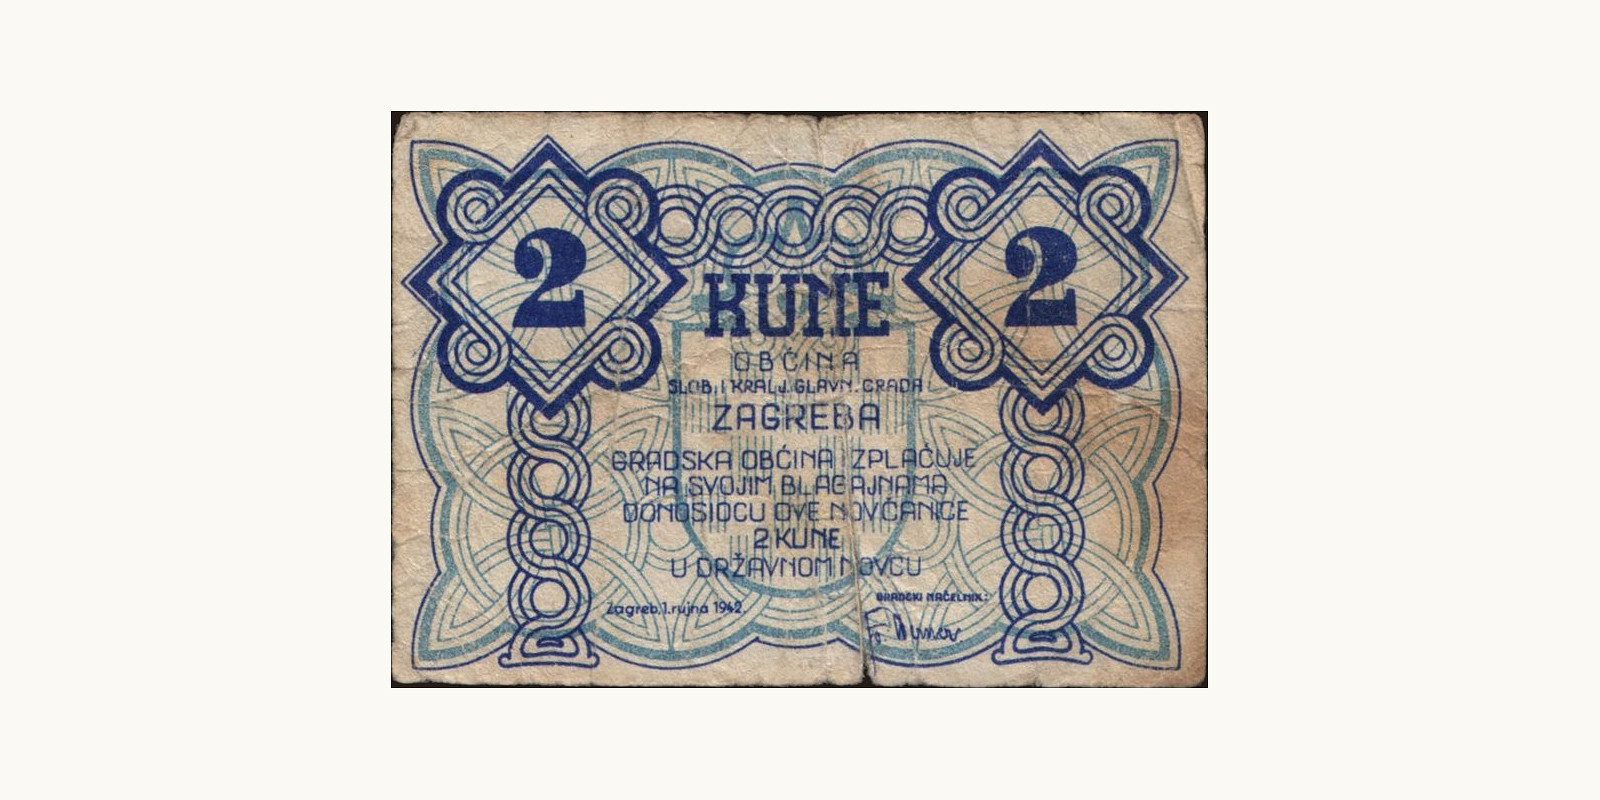 2 2
KUNE
OBĆINA
SLOB. I KRALJ. GLAVN. GRADA
ZAGREBA
GRADSKA OBĆINA IZPLAĆUJE
NA SVOJIM BLAGAJNAMA
DONOSIOCU OVE NOVČANICE
2 KUNE
U DRŽAVNOM NOVCU
Zagreb, 1. rujna 1942.
GRADSKI NAČELNIK: